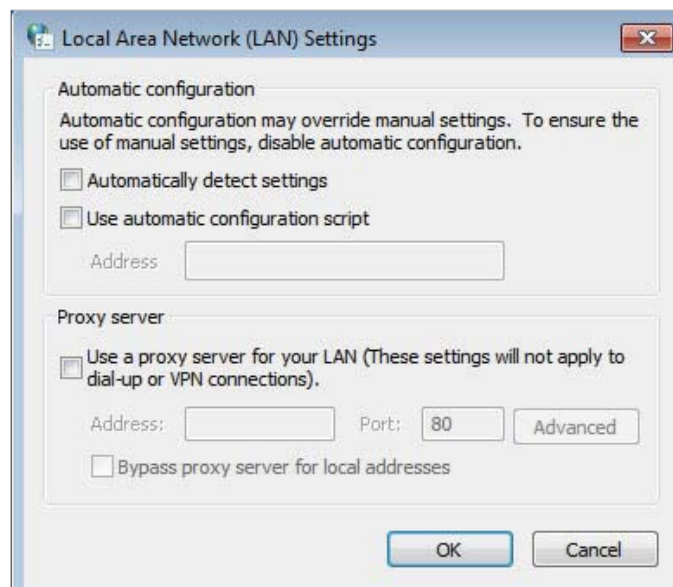 Local Area Network (LAN) Settings
Automatic configuration
Automatic configuration may override manual settings.  To ensure the
use of manual settings, disable automatic configuration.
Automatically detect settings
Use automatic configuration script
Address
Proxy server
Use a proxy server for your LAN (These settings will not apply to
dial-up or VPN connections).
Address: Port: 80 Advanced
Bypass proxy server for local addresses
OK Cancel